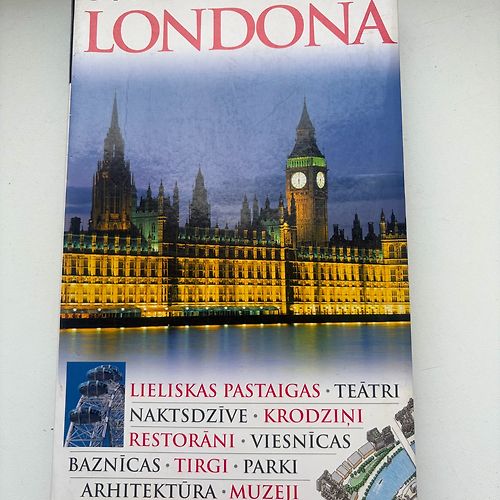 LONDONA
LIELISKAS PASTAIGAS • TEĀTRI
NAKTSDZĪVE • KRODZIŅI
RESTORĀNI • VIESNĪCAS
BAZNĪCAS • TIRGI • PARKI
ARHITEKTŪRA • MUZEJI